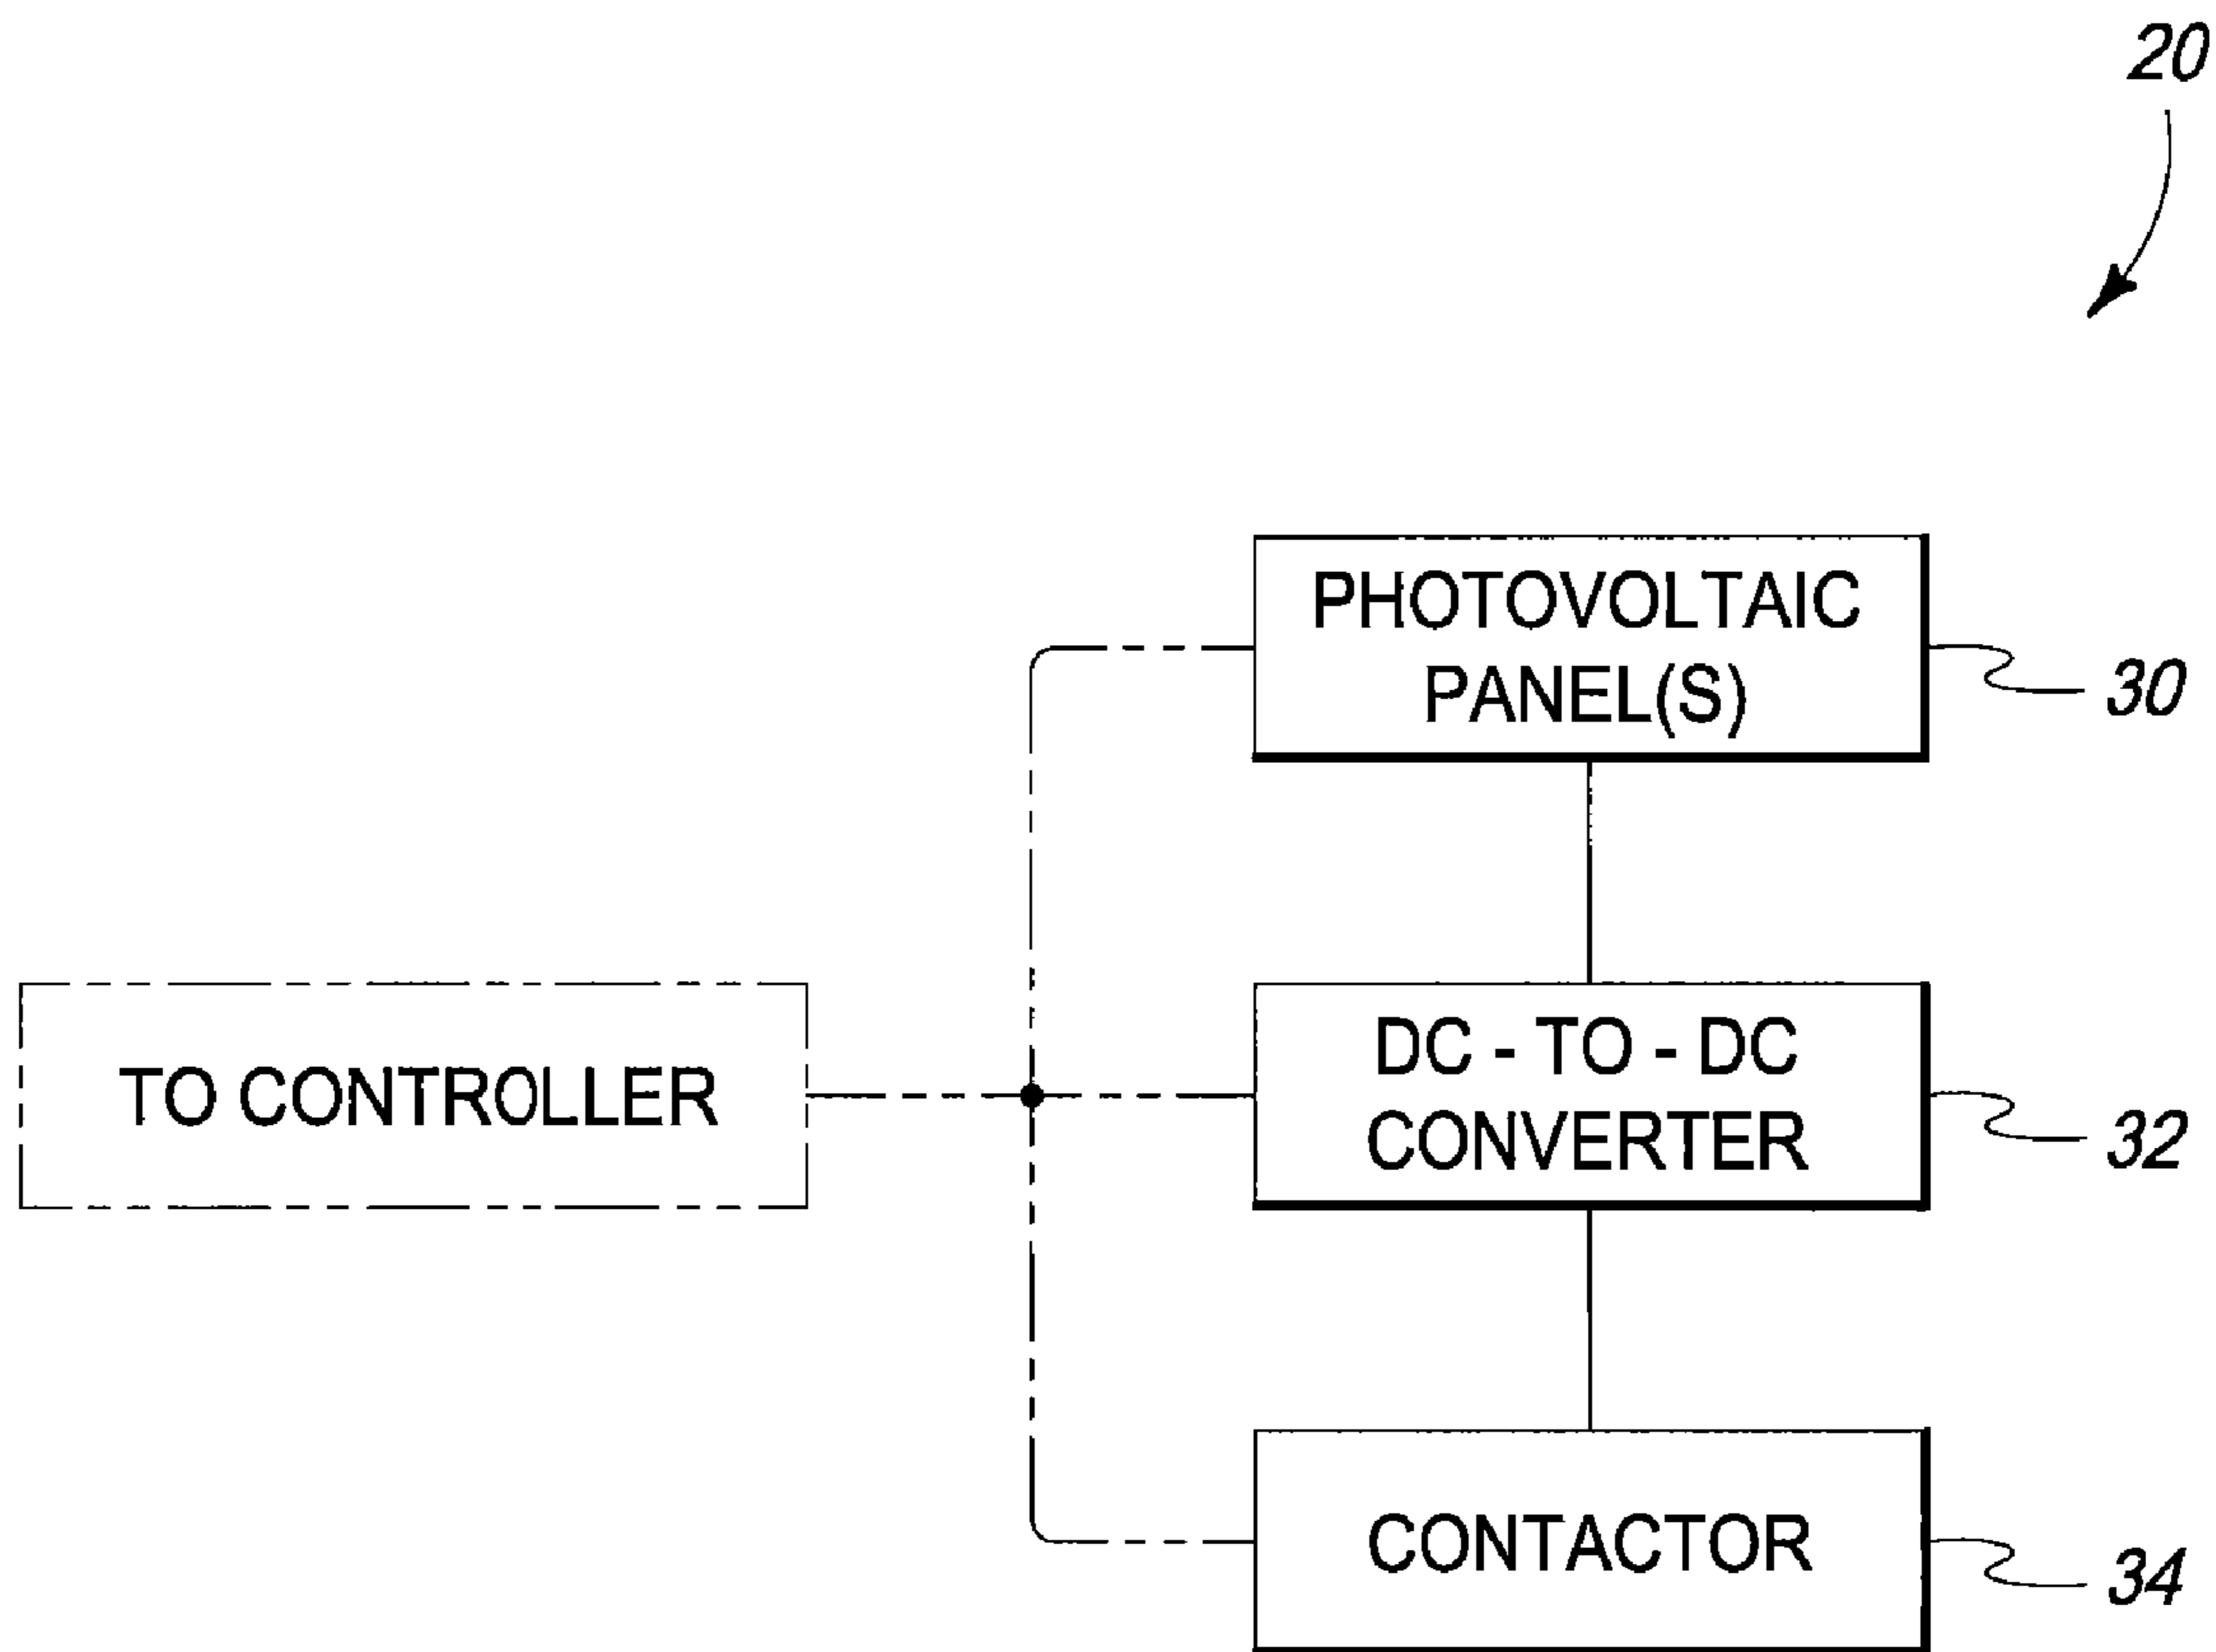 20
PHOTOVOLTAIC
PANEL(S)
30
TO CONTROLLER
DC - TO - DC
CONVERTER
32
CONTACTOR
34